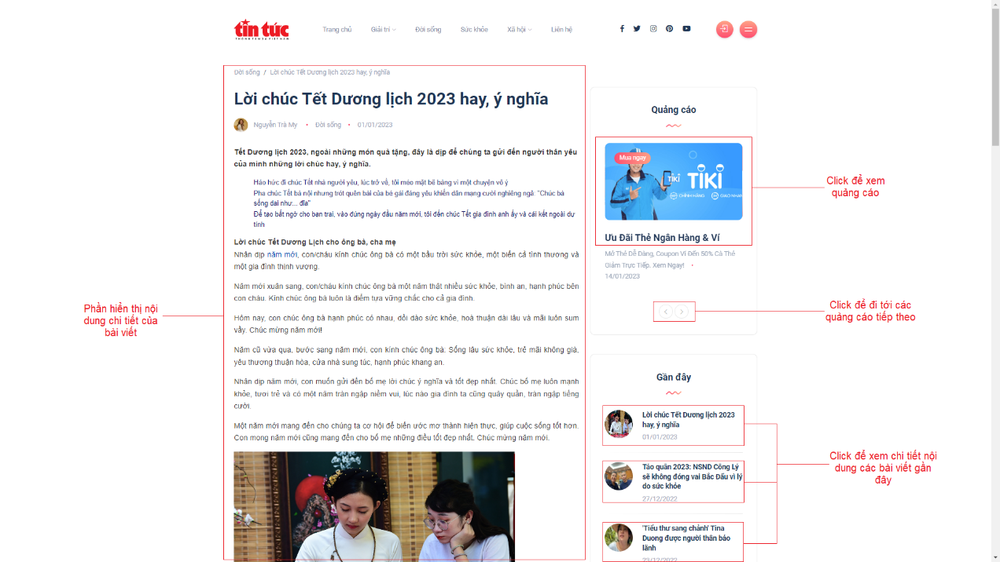 tin tức
THÔNG TẤN XÃ VIỆT NAM
Trang chủ
Giải trí
Đời sống
Sức khỏe
Xã hội
Liên hệ
Đời sống / Lời chúc Tết Dương lịch 2023 hay, ý nghĩa
Lời chúc Tết Dương lịch 2023 hay, ý nghĩa
Nguyễn Trà My • Đời sống • 01/01/2023
Tết Dương lịch 2023, ngoài những món quà tặng, đây là dịp để chúng ta gửi đến người thân yêu
của mình những lời chúc hay, ý nghĩa.
Háo hức đi chúc Tết nhà người yêu, lúc trở về, tôi méo mặt bẽ bàng vì một chuyện vô ý
Pha chúc Tết bà nội nhưng trót quên bài của bé gái đáng yêu khiến dân mạng cười nghiêng ngả: "Chúc bà
sống dai như... đỉa"
Để tạo bất ngờ cho bạn trai, vào đúng ngày đầu năm mới, tôi đến chúc Tết gia đình anh ấy và cái kết ngoài dự
tính
Lời chúc Tết Dương Lịch cho ông bà, cha mẹ
Nhân dịp năm mới, con/cháu kính chúc ông bà có một bầu trời sức khỏe, một biển cả tình thương và
một gia đình thịnh vượng.
Năm mới xuân sang, con/cháu kính chúc ông bà một năm thật nhiều sức khỏe, bình an, hạnh phúc bên
con cháu. Kính chúc ông bà luôn là điểm tựa vững chắc cho cả gia đình.
Hôm nay, con chúc ông bà hạnh phúc có nhau, dồi dào sức khỏe, hoà thuận dài lâu và mãi luôn sum
vầy. Chúc mừng năm mới!
Năm cũ vừa qua, bước sang năm mới, con kính chúc ông bà: Sống lâu sức khỏe, trẻ mãi không già,
yêu thương thuận hòa, cửa nhà sung túc, hạnh phúc khang an.
Nhân dịp năm mới, con muốn gửi đến bố mẹ lời chúc ý nghĩa và tốt đẹp nhất. Chúc bố mẹ luôn mạnh
khỏe, tươi trẻ và có một năm tràn ngập niềm vui, lúc nào gia đình ta cũng quây quần, tràn ngập tiếng
cười.
Một năm mới mang đến cho chúng ta cơ hội để biến ước mơ thành hiện thực, giúp cuộc sống tốt hơn.
Con mong năm mới cũng mang đến cho bố mẹ những điều tốt đẹp nhất. Chúc mừng năm mới.
Quảng cáo
Mua ngay
TIKI
TIKI
CHÍNH HÃNG
GIAO NHAN
Ưu Đãi Thẻ Ngân Hàng & Ví
Mở Thẻ Dễ Dàng, Coupon Ví Đến 50% Cà Thẻ
Giảm Trực Tiếp. Xem Ngay! •
14/01/2023
Gần đây
Lời chúc Tết Dương lịch 2023
hay, ý nghĩa
01/01/2023
Táo quân 2023: NSND Công Lý
sẽ không đóng vai Bắc Đẩu vì lý
do sức khỏe
27/12/2022
'Tiểu thư sang chảnh' Tina
Duong được người thân bảo
lãnh
23/12/2022
Click để xem
quảng cáo
Click để đi tới các
quảng cáo tiếp theo
Phần hiển thị nội
dung chi tiết của
bài viết
Click để xem chi tiết nội
dung các bài viết gần
đây